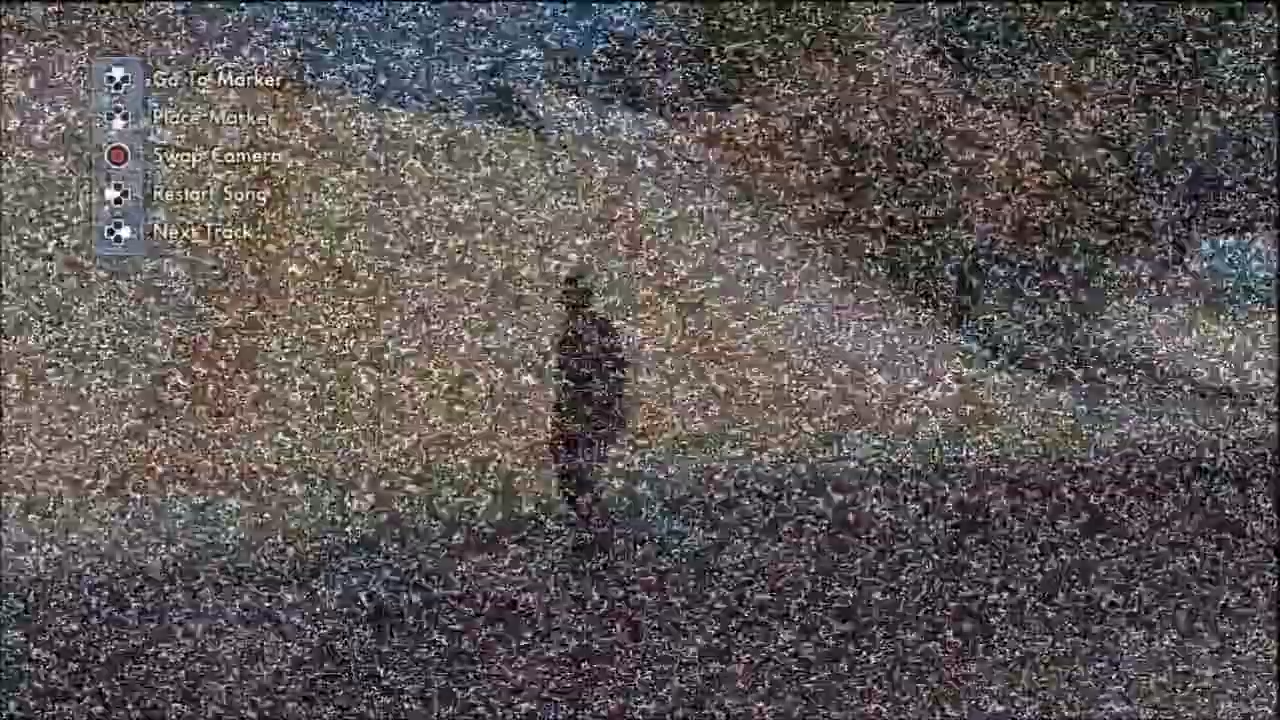 Go To Marker
Place Marker
Swap Camera
Restart Song
Next Track